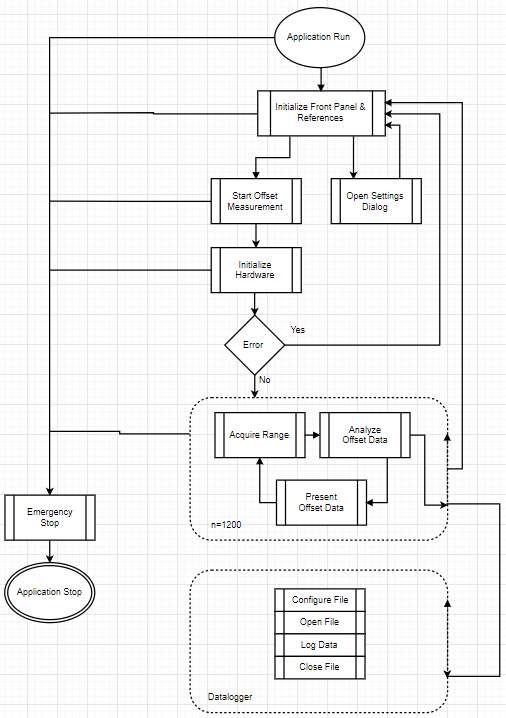 Application Run
Initialize Front Panel &
References
Start Offset
Measurement
Open Settings
Dialog
Initialize
Hardware
Error
Yes
No
Acquire Range
Analyze
Offset Data
Present
Offset Data
n=1200
Emergency
Stop
Application Stop
Configure File
Open File
Log Data
Close File
Datalogger